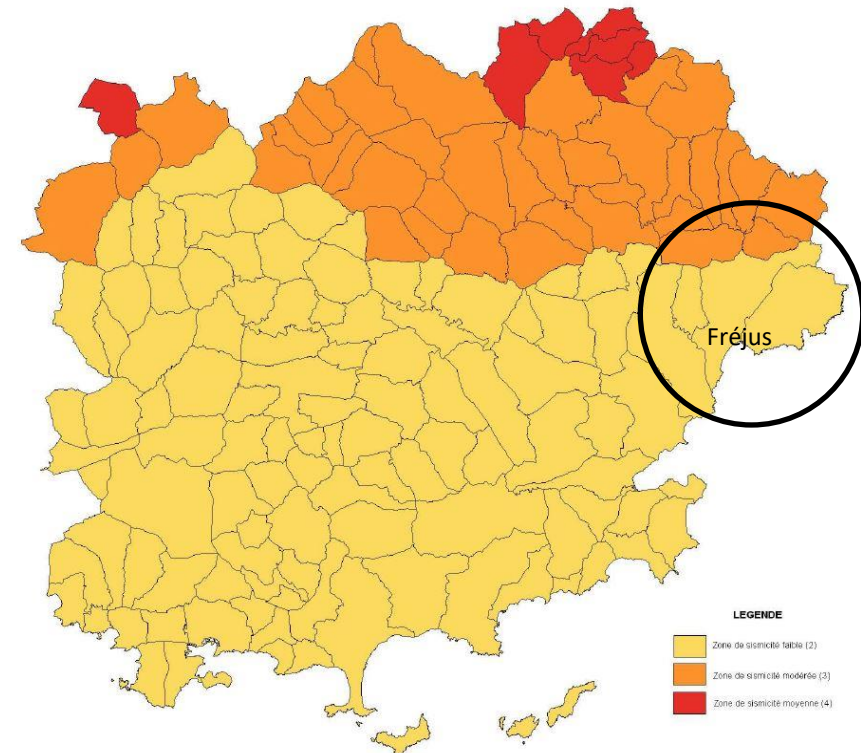 Fréjus
LEGENDE
Zone de sismicité faible (2)
Zone de sismicité modérée (3)
Zone de sismicité moyenne (4)